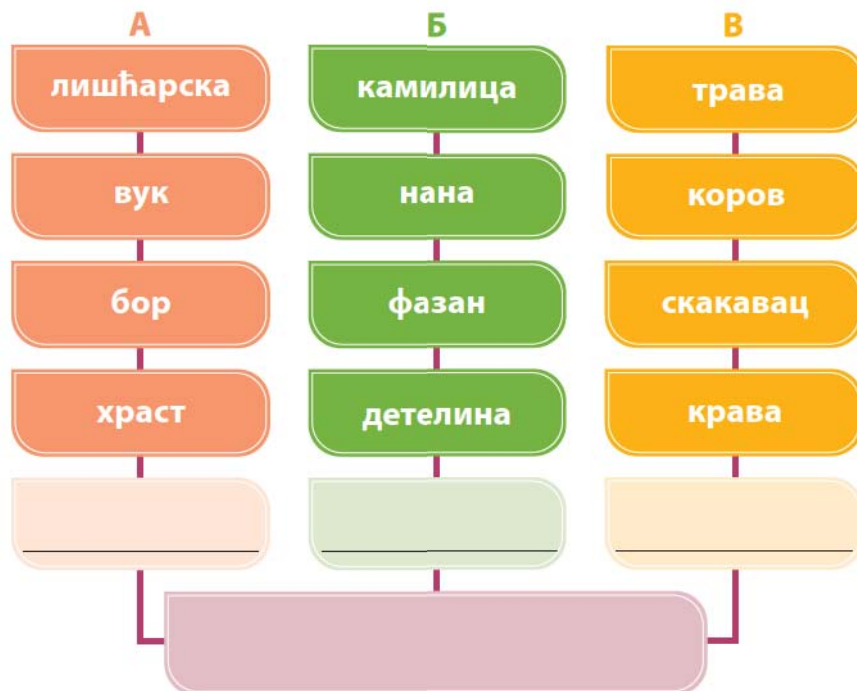 А
лишћарска
вук
бор
храст
Б
камилица
нана
фазан
детелина
В
трава
коров
скакавац
крава